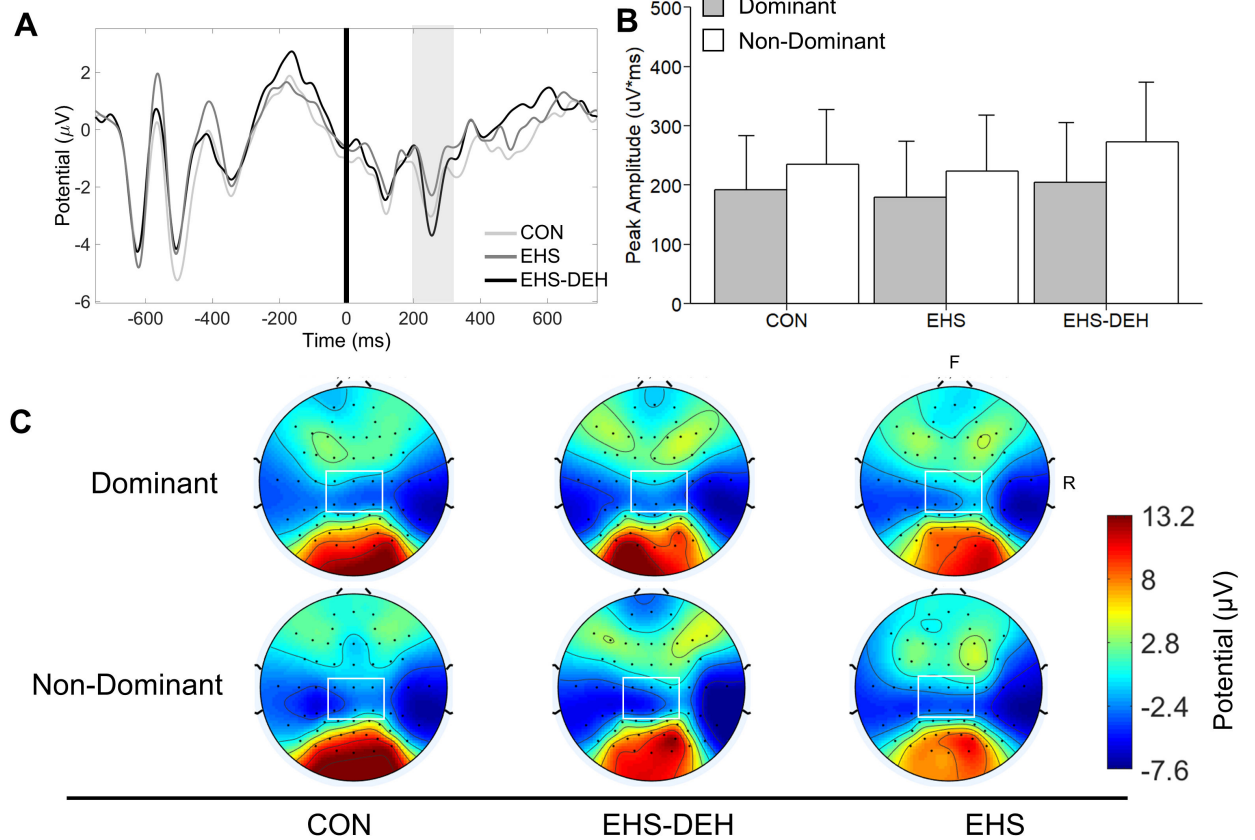 A
Potential (μV)
2
0
-2
-4
-6
-600
-400
-200
0
200
400
600
Time (ms)
CON
EHS
EHS-DEH
B
Peak Amplitude (uV*ms)
500
400
300
200
100
0
Dominant
Non-Dominant
CON
EHS
EHS-DEH
C
F
R
Dominant
Non-Dominant
CON
EHS-DEH
EHS
13.2
8
2.8
-2.4
-7.6
Potential (μV)